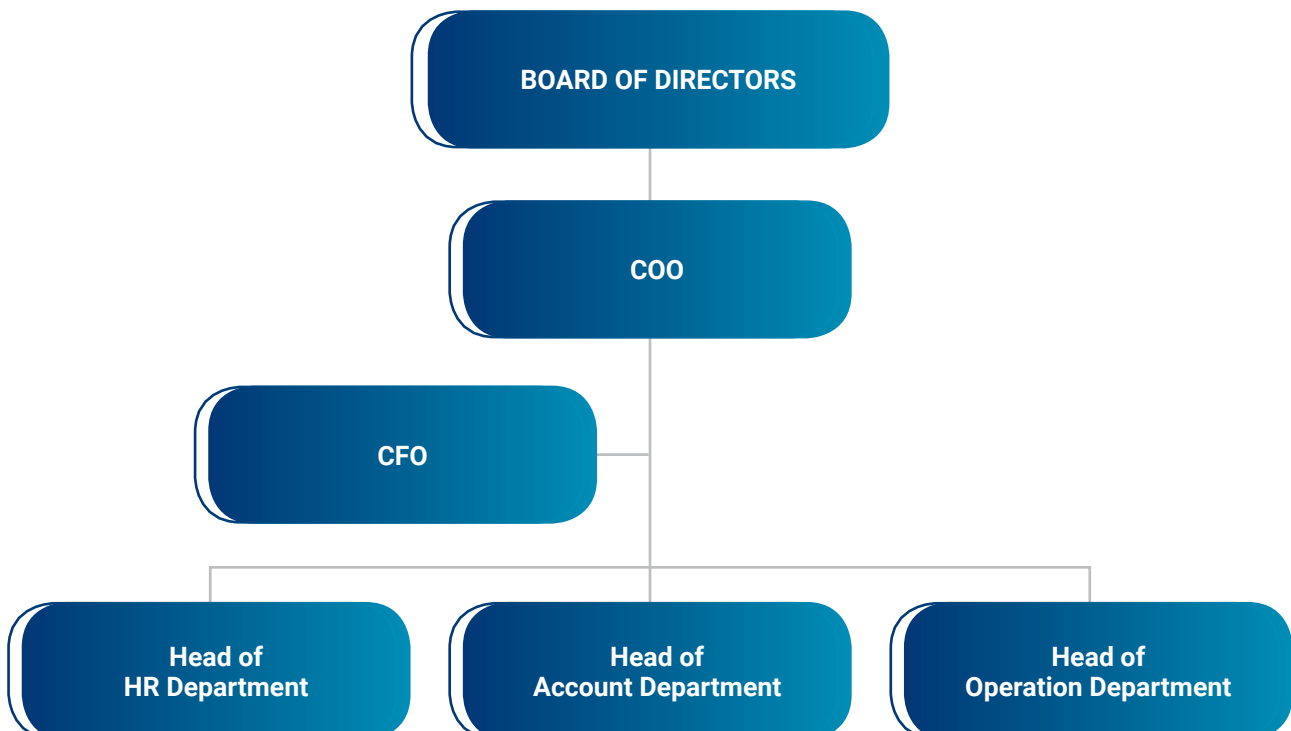 BOARD OF DIRECTORS
COO
CFO
Head of
HR Department
Head of
Account Department
Head of
Operation Department